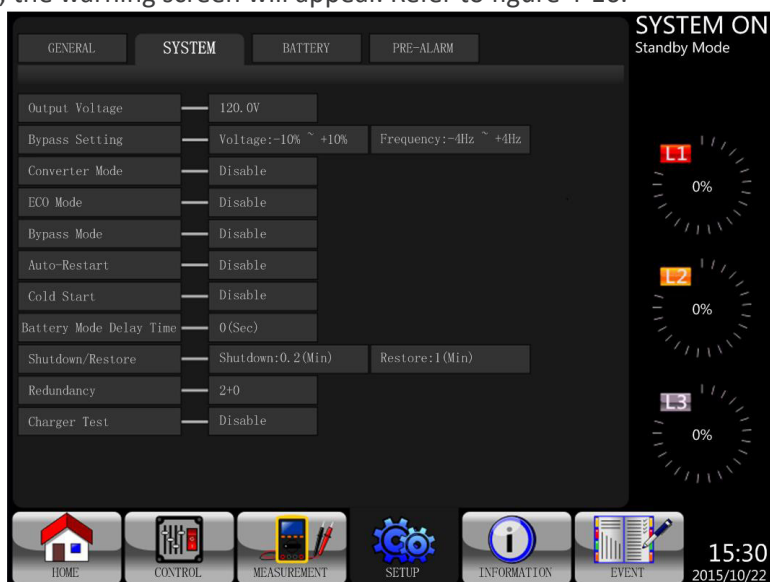 the warning screen will appear. Refer to figure 4-20.
SYSTEM ON
Standby Mode
GENERAL SYSTEM BATTERY PRE-ALARM
Output Voltage 120.0V
Bypass Setting Voltage:-10% ~ +10% Frequency:-4Hz ~ +4Hz
Converter Mode Disable
ECO Mode Disable
Bypass Mode Disable
Auto-Restart Disable
Cold Start Disable
Battery Mode Delay Time 0(Sec)
Shutdown/Restore Shutdown:0.2(Min) Restore:1(Min)
Redundancy 2+0
Charger Test Disable
L1
0%
L2
0%
L3
0%
HOME CONTROL MEASUREMENT SETUP INFORMATION EVENT
15:30
2015/10/22